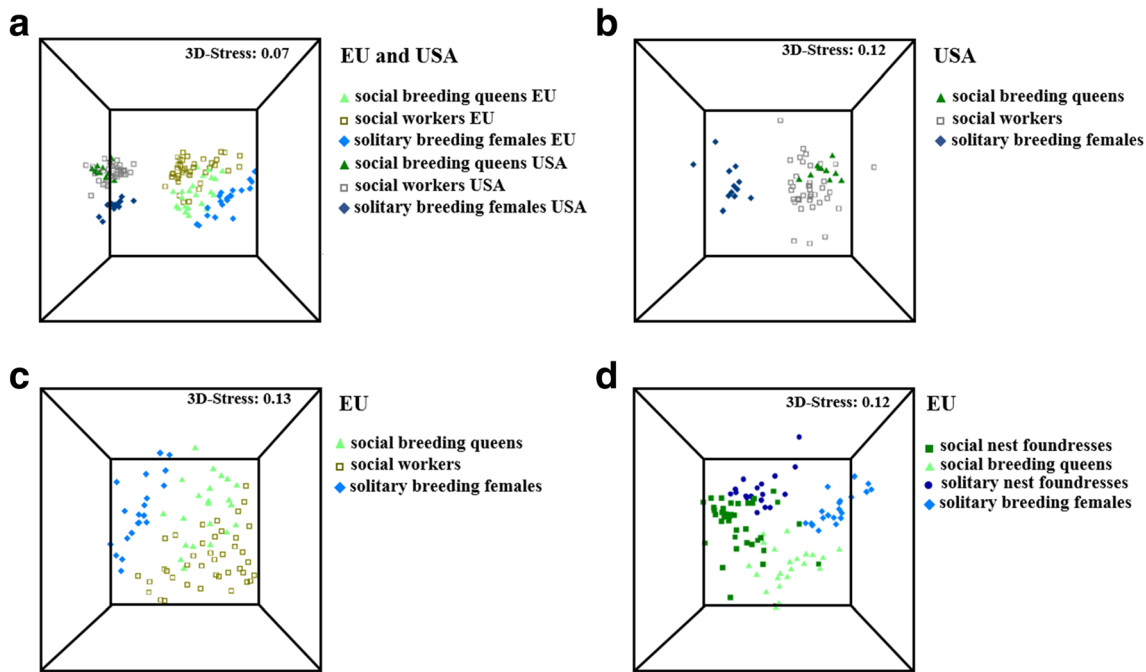 a
3D-Stress: 0.07
EU and USA
social breeding queens EU
social workers EU
solitary breeding females EU
social breeding queens USA
social workers USA
solitary breeding females USA
b
3D-Stress: 0.12
USA
social breeding queens
social workers
solitary breeding females
c
3D-Stress: 0.13
EU
social breeding queens
social workers
solitary breeding females
d
3D-Stress: 0.12
EU
social nest foundresses
social breeding queens
solitary nest foundresses
solitary breeding females